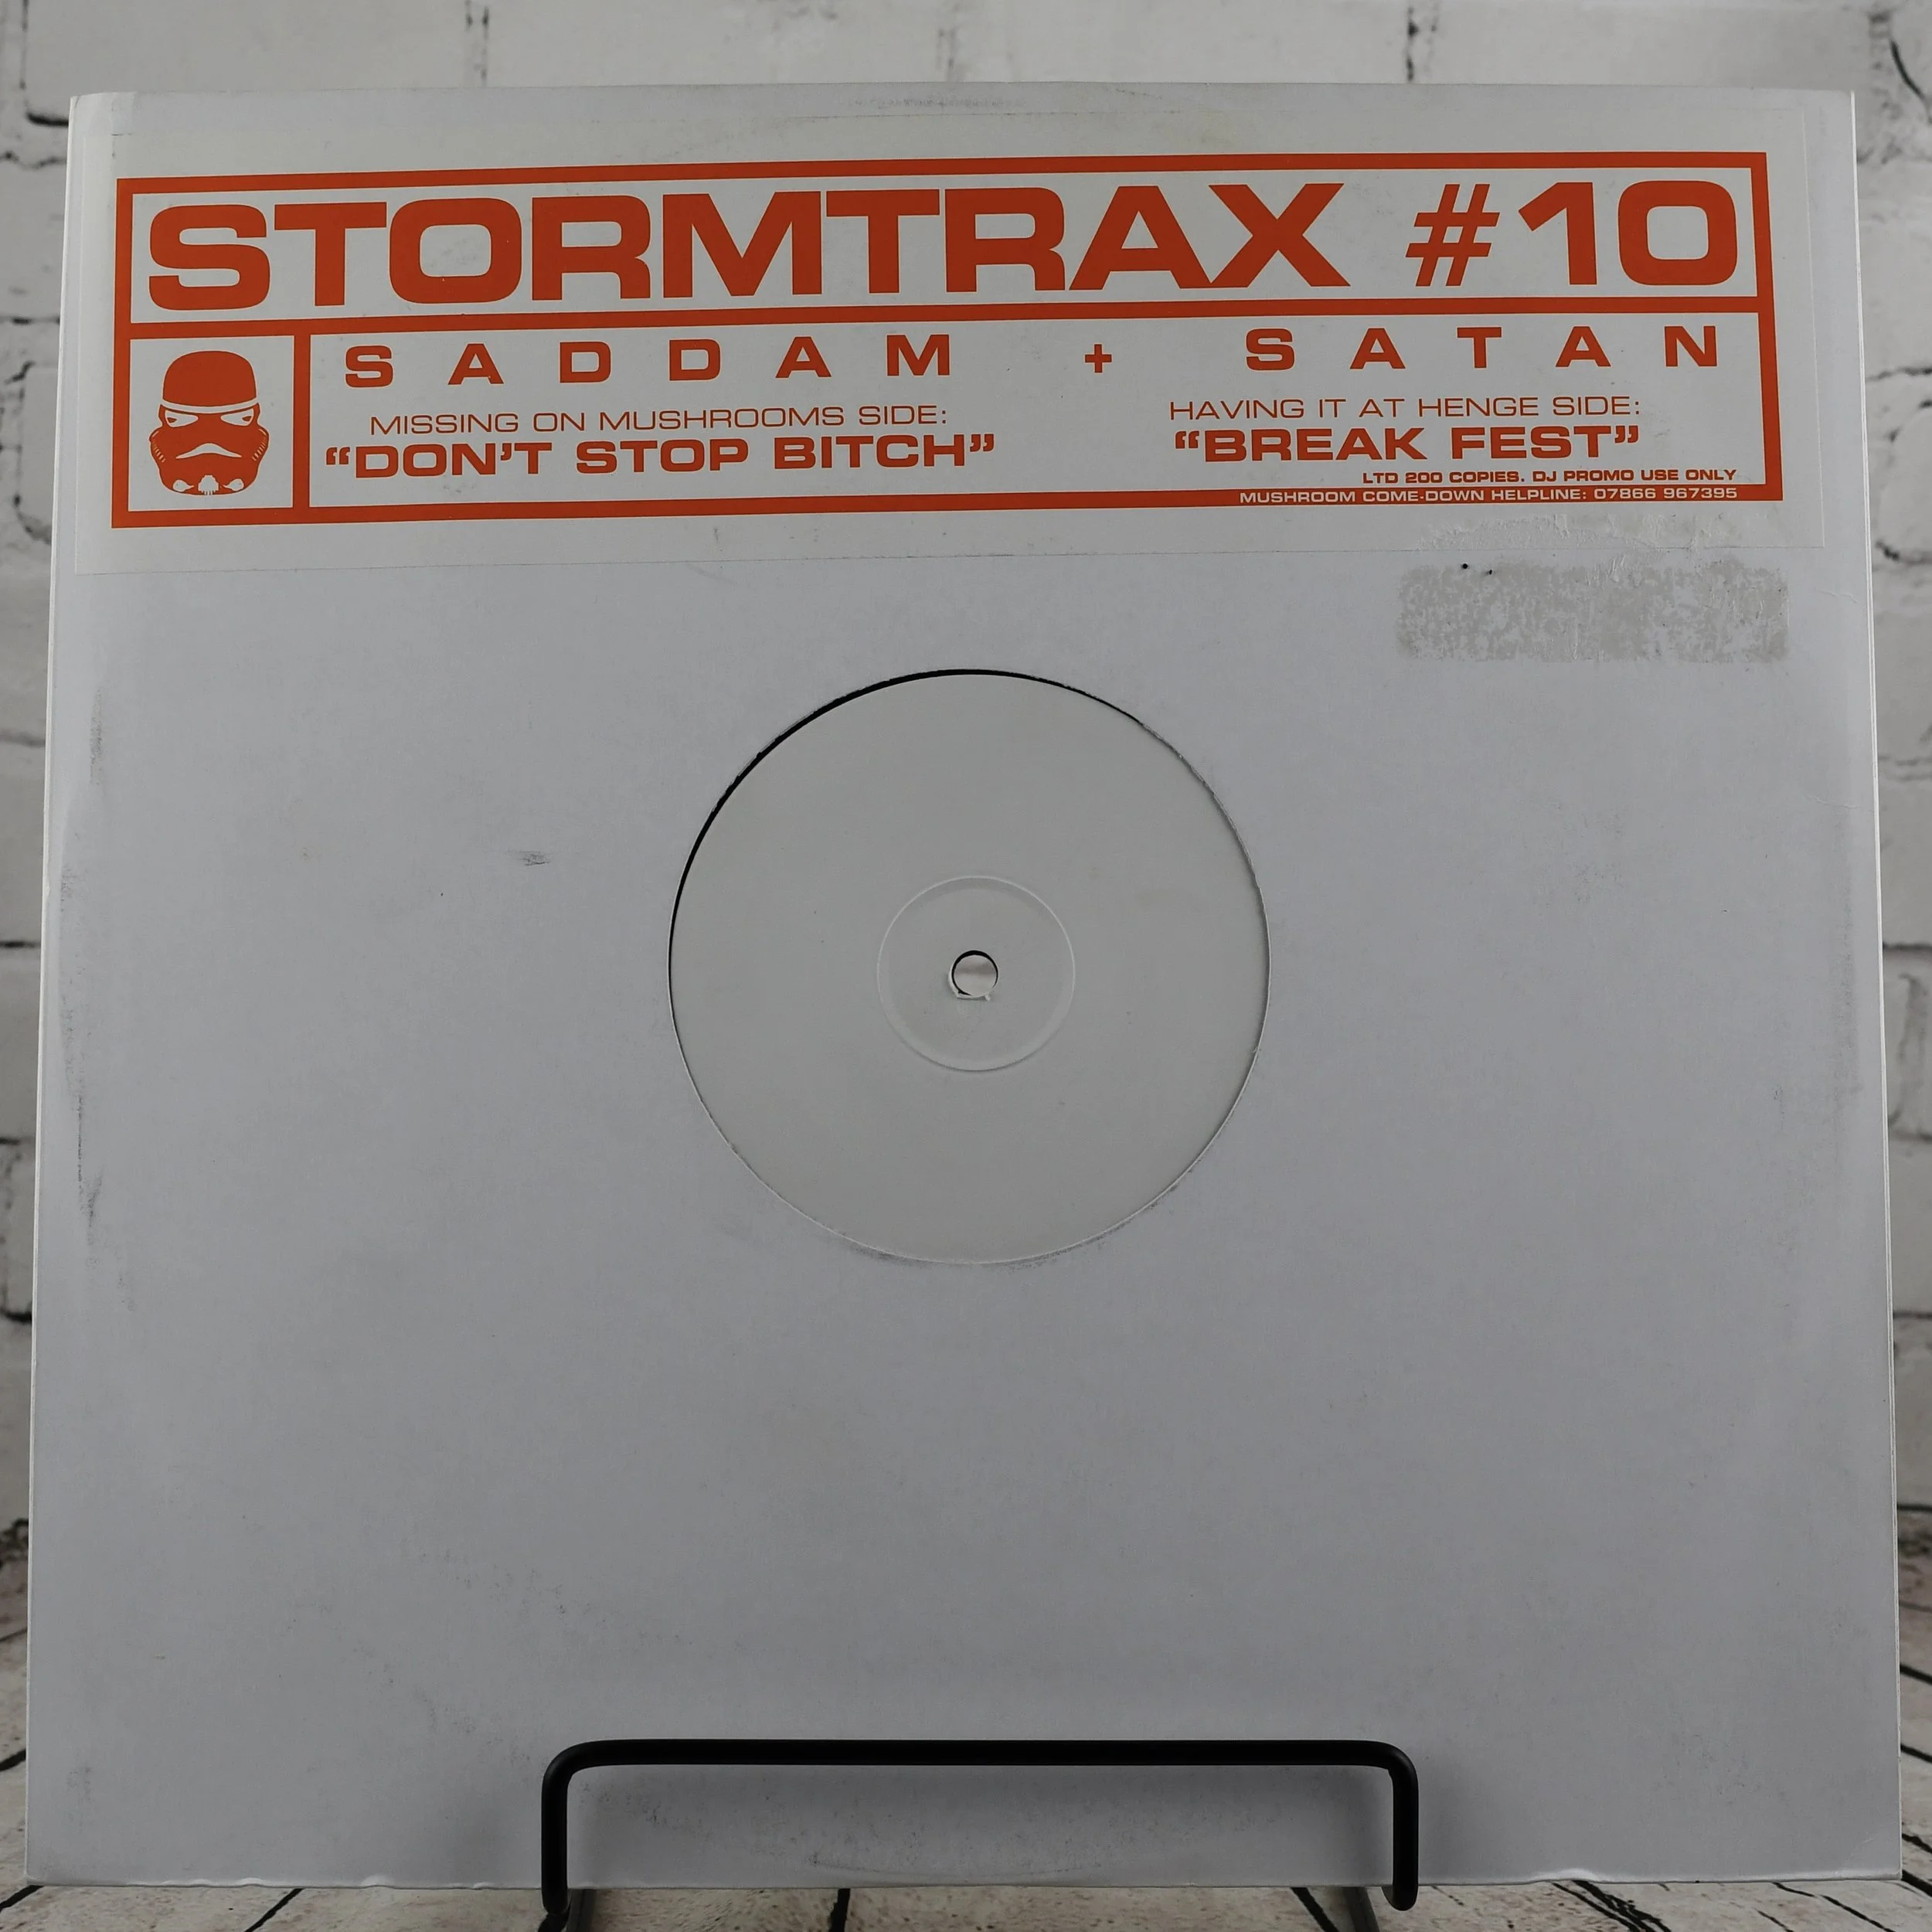 STORMTRAX #10
SADDAM + SATAN
MISSING ON MUSHROOMS SIDE:
“DON'T STOP BITCH”
HAVING IT AT HENGE SIDE:
“BREAK FEST”
LTD 200 COPIES. DJ PROMO USE ONLY
MUSHROOM COME-DOWN HELPLINE: 07866 967395